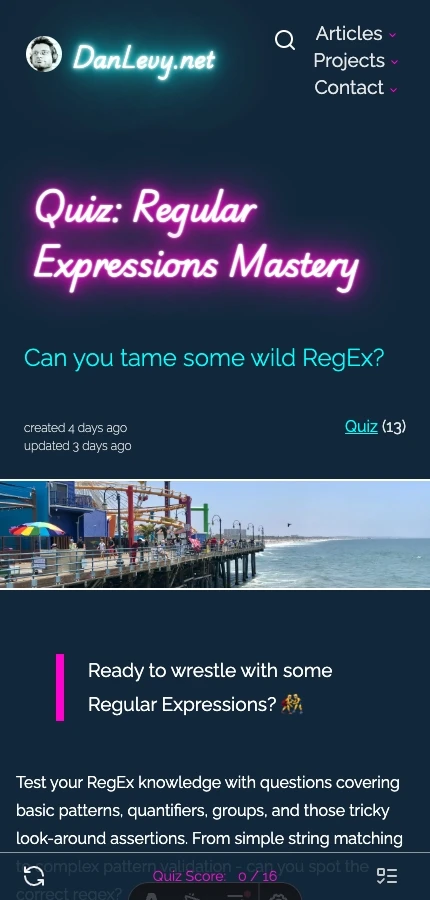 DanLevy.net
Articles
Projects
Contact
Quiz: Regular
Expressions Mastery
Can you tame some wild RegEx?
created 4 days ago
updated 3 days ago
Quiz (13)
Ready to wrestle with some
Regular Expressions? 🤼
Test your RegEx knowledge with questions covering
basic patterns, quantifiers, groups, and those tricky
look-around assertions. From simple string matching
to complex pattern validation - can you spot the
correct regex?
Quiz Score: 0 / 16